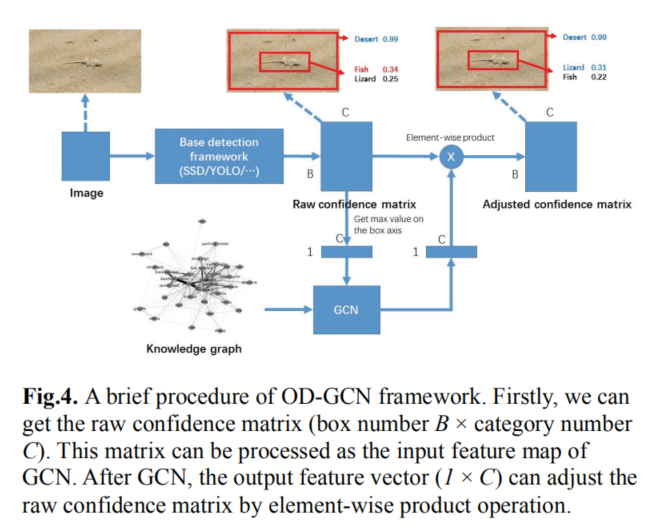 Desert 0.99
Fish 0.34
Lizard 0.25
Desert 0.99
Lizard 0.31
Fish 0.22
C
C
Element-wise product
Base detection
framework
(SSD/YOLO/···)
B
X
B
Image
Raw confidence matrix
Adjusted confidence matrix
Get max value on
the box axis
C
C
1
1
GCN
Knowledge graph
Fig.4. A brief procedure of OD-GCN framework. Firstly, we can
get the raw confidence matrix (box number B × category number
C). This matrix can be processed as the input feature map of
GCN. After GCN, the output feature vector (1 × C) can adjust the
raw confidence matrix by element-wise product operation.